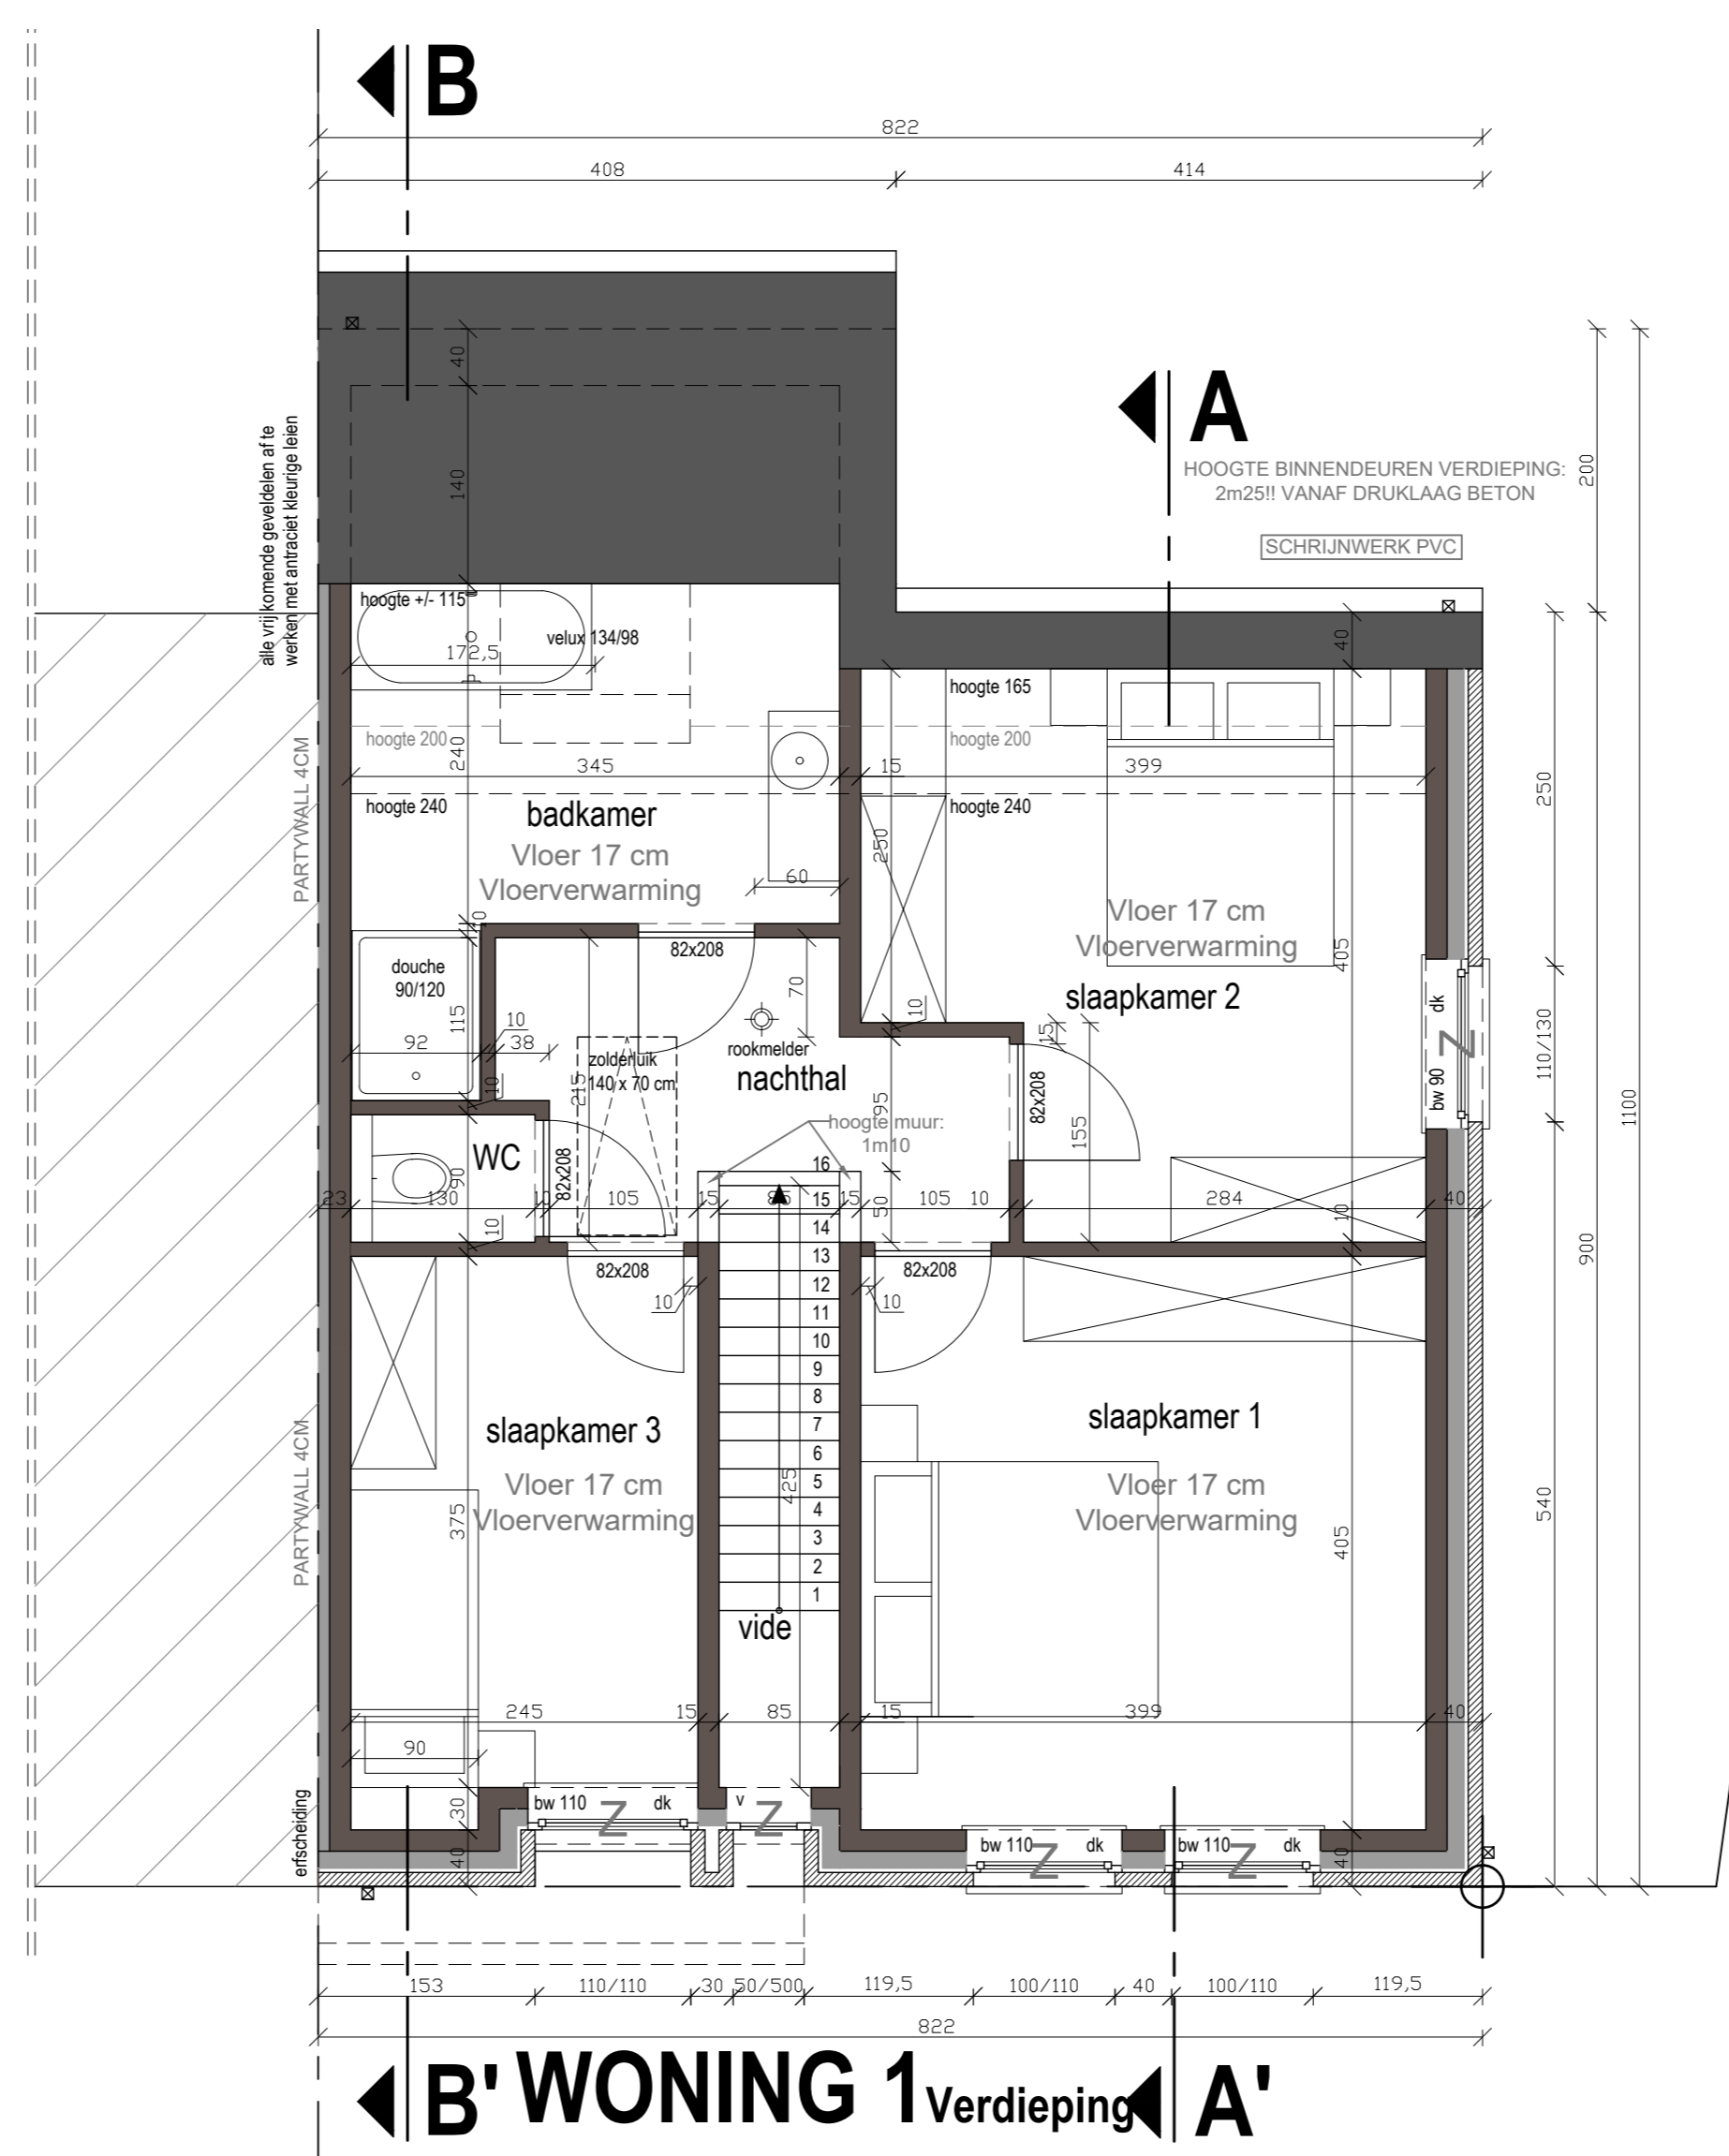 B
822
408
414
40
140
A
HOOGTE BINNENDEUREN VERDIEPING:
2m25!! VANAF DRUKLAAG BETON
SCHRIJNWERK PVC
200
alle vrijkomende geveldelen af te
werken met antraciet kleurige leien
hoogte +/- 115
velux 134/98
172,5
40
hoogte 165
hoogte 200
hoogte 200
240
345
15
399
hoogte 240
hoogte 240
PARTYWALL 4CM
badkamer
Vloer 17 cm
Vloerverwarming
250
250
60
Vloer 17 cm
Vloerverwarming
405
10
82x208
douche
90/120
115
92
10
38
70
10
slaapkamer 2
15
dk
Z
bw 90
110/130
1100
rookmelder
nachthal
zolderluik
140 x 70 cm
215
10
95
82x208
155
hoogte muur:
1m10
WC
90
82x208
16
23
130
10
105
15
85
15
105
10
284
40
50
10
10
15
14
13
12
11
10
9
8
7
6
5
4
3
2
1
82x208
82x208
10
10
900
slaapkamer 3
Vloer 17 cm
Vloerverwarming
slaapkamer 1
Vloer 17 cm
Vloerverwarming
PARTYWALL 4CM
375
425
405
540
vide
245
15
85
15
399
40
90
erfscheiding
30
40
bw 110
Z
dk
v
Z
bw 110
Z
dk
bw 110
Z
dk
40
153
110/110
30
50/500
119,5
100/110
40
100/110
119,5
822
B'
WONING 1 Verdieping
A'